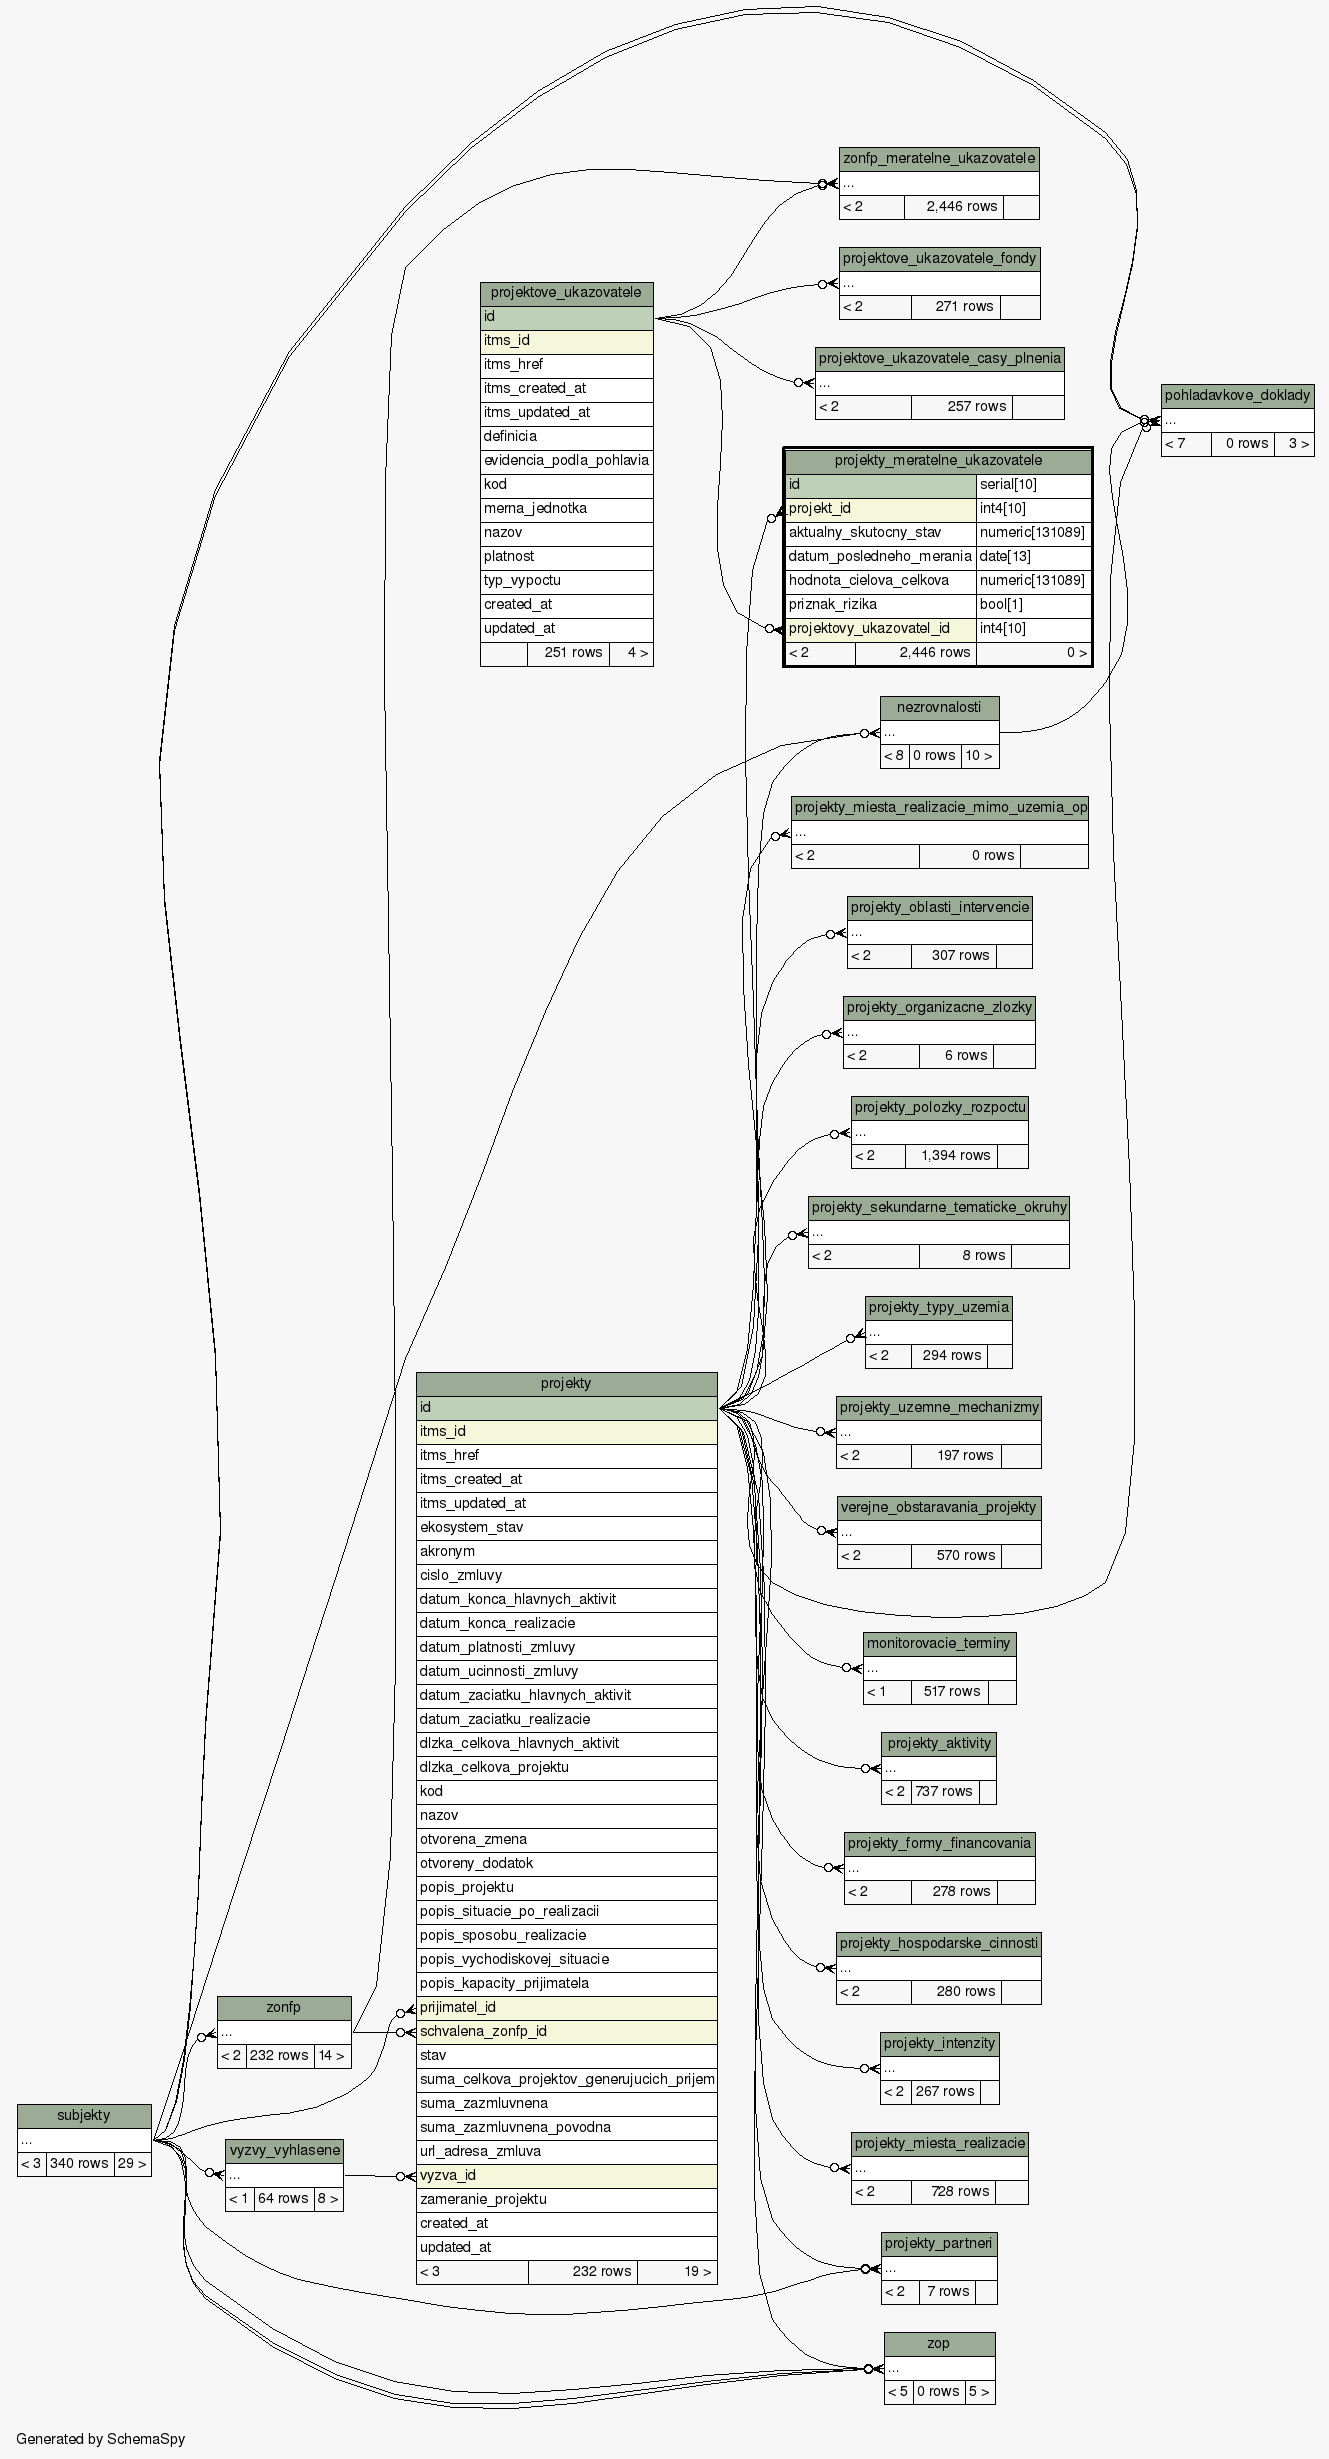 zonfp_meratelne_ukazovatele
...
< 2 2,446 rows
projektove_ukazovatele_fondy
...
< 2 271 rows
projektove_ukazovatele
id
itms_id
itms_href
itms_created_at
itms_updated_at
definicia
evidencia_podla_pohlavia
kod
merna_jednotka
nazov
platnost
typ_vypoctu
created_at
updated_at
251 rows 4 >
projektove_ukazovatele_casy_plnenia
...
< 2 257 rows
pohladavkove_doklady
...
< 7 0 rows 3 >
projekty_meratelne_ukazovatele
id serial[10]
projekt_id int4[10]
aktualny_skutocny_stav numeric[131089]
datum_posledneho_merania date[13]
hodnota_cielova_celkova numeric[131089]
priznak_rizika bool[1]
projektovy_ukazovatel_id int4[10]
< 2 2,446 rows 0 >
nezrovnalosti
...
< 8 0 rows 10 >
projekty_miesta_realizacie_mimo_uzemia_op
...
< 2 0 rows
projekty_oblasti_intervencie
...
< 2 307 rows
projekty_organizacne_zlozky
...
< 2 6 rows
projekty_polozky_rozpoctu
...
< 2 1,394 rows
projekty_sekundarne_tematicke_okruhy
...
< 2 8 rows
projekty_typy_uzemia
...
< 2 294 rows
projekty_uzemne_mechanizmy
...
< 2 197 rows
verejne_obstaravania_projekty
...
< 2 570 rows
monitorovacie_terminy
...
< 1 517 rows
projekty_aktivity
...
< 2 737 rows
projekty_formy_financovania
...
< 2 278 rows
projekty_hospodarske_cinnosti
...
< 2 280 rows
projekty_intenzity
...
< 2 267 rows
projekty_miesta_realizacie
...
< 2 728 rows
projekty_partneri
...
< 2 7 rows
zop
...
< 5 0 rows 5 >
projekty
id
itms_id
itms_href
itms_created_at
itms_updated_at
ekosystem_stav
akronym
cislo_zmluvy
datum_konca_hlavnych_aktivit
datum_konca_realizacie
datum_platnosti_zmluvy
datum_ucinnosti_zmluvy
datum_zaciatku_hlavnych_aktivit
datum_zaciatku_realizacie
dlzka_celkova_hlavnych_aktivit
dlzka_celkova_projektu
kod
nazov
otvorena_zmena
otvoreny_dodatok
popis_projektu
popis_situacie_po_realizacii
popis_sposobu_realizacie
popis_vychodiskovej_situacie
popis_kapacity_prijimatela
prijimatel_id
schvalena_zonfp_id
stav
suma_celkova_projektov_generujucich_prijem
suma_zazmluvnena
suma_zazmluvnena_povodna
url_adresa_zmluva
vyzva_id
zameranie_projektu
created_at
updated_at
< 3 232 rows 19 >
zonfp
...
< 2 232 rows 14 >
subjekty
...
< 3 340 rows 29 >
vyzvy_vyhlasene
...
< 1 64 rows 8 >
Generated by SchemaSpy